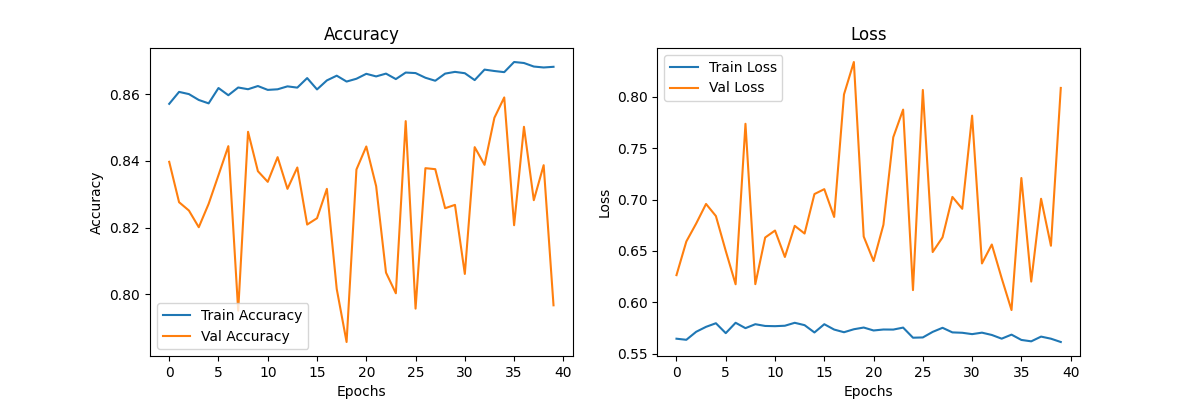 Accuracy
Accuracy
0.86
0.84
0.82
0.80
Train Accuracy
Val Accuracy
0 5 10 15 20 25 30 35 40
Epochs
Loss
Loss
0.80
0.75
0.70
0.65
0.60
0.55
Train Loss
Val Loss
0 5 10 15 20 25 30 35 40
Epochs